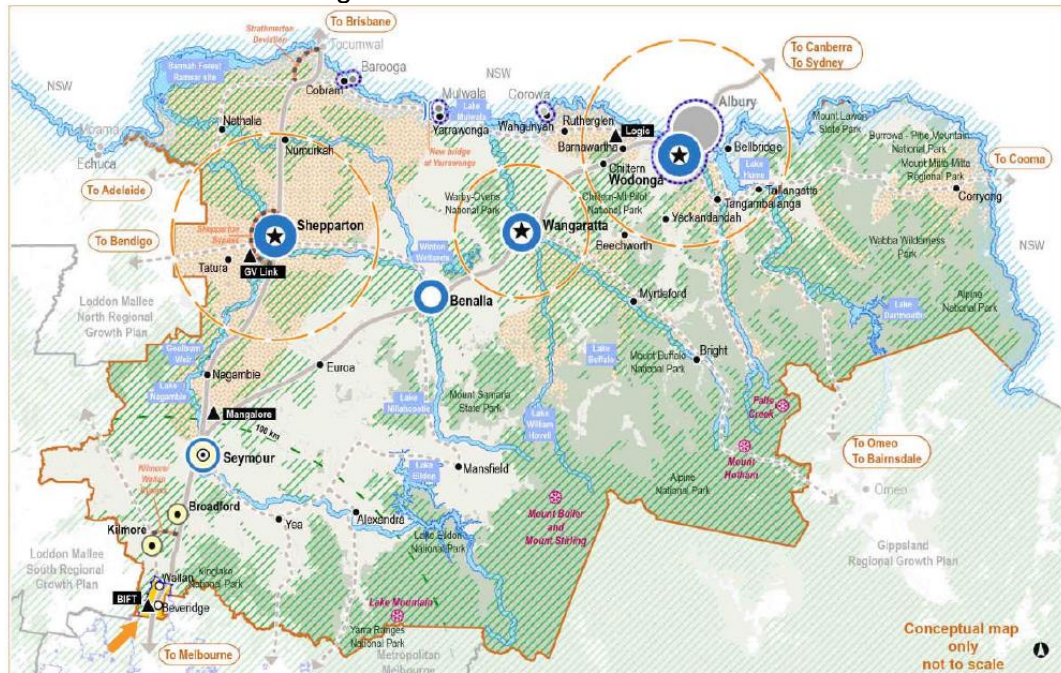 To Brisbane
Strathmerton
Deviation
Tocumwal
Barooga
Barmah Forest
Ramsar site
NSW
Cobram
Mulwala
NSW
Corowa
Lake
Mulwala
Yarrawonga
Wahgunyah
Rutherglen
Logic
Barnawartha
Albury
To Canberra
To Sydney
Nathalia
Numurkah
New bridge
at Yarrawonga
Chiltern
Wodonga
Bellbridge
Lake
Hume
Mount Lawson
State Park
Burrowa - Pine Mountain
National Park
Mount Mitta Mitta
Regional Park
To Cooma
Moama
Echuca
To Adelaide
Warby-Ovens
National Park
Chiltern-Mt Pilot
National Park
Tallangatta
Tangambalanga
Corryong
Yackandandah
Shepparton
Bypass
Shepparton
Wangaratta
Beechworth
Wabba Wilderness
Park
NSW
To Bendigo
Tatura
GV Link
Winton
Wetlands
Benalla
Myrtleford
Alpine
National Park
Lake
Dartmouth
Loddon Mallee
North Regional
Growth Plan
Goulburn
Weir
Nagambie
Lake
Nagambie
Euroa
Mount Samaria
State Park
Lake
Buffalo
Mount Buffalo
National Park
Bright
Mangalore
100 km
Lake
Nillahcootie
Lake
William
Hovell
Falls
Creek
Mount
Hotham
To Omeo
To Bairnsdale
Omeo
Seymour
Kilmore/
Wallan
Bypass
Mansfield
Lake
Eildon
Alpine
National Park
Broadford
Kilmore
Yea
Alexandra
Mount Buller
and
Mount Stirling
Lake Eildon
National Park
Gippsland
Regional Growth Plan
Loddon Mallee
South Regional
Growth Plan
Kinglake
National Park
Wallan
BIFT
Beveridge
Lake Mountain
Yarra Ranges
National Park
To Melbourne
Metropolitan
Melbourne
Conceptual map
only
not to scale